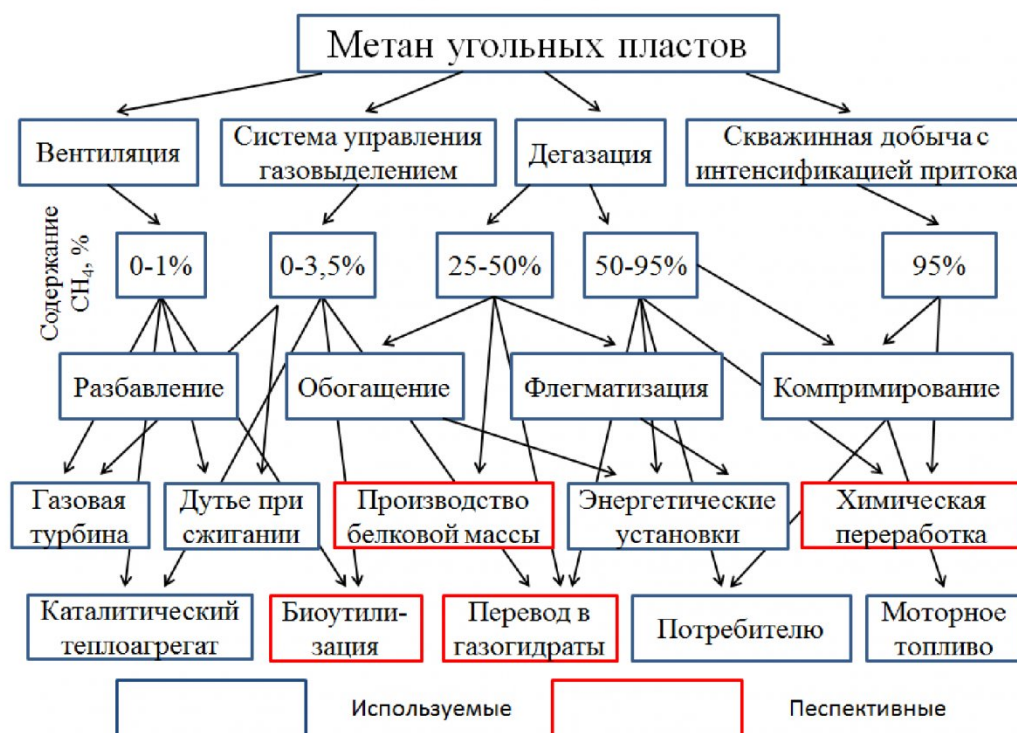 Метан угольных пластов
Вентиляция
Система управления
газовыделением
Дегазация
Скважинная добыча с
интенсификацией притока
Содержание
CH₄, %
0-1%
0-3,5%
25-50%
50-95%
95%
Разбавление
Обогащение
Флегматизация
Компримирование
Газовая
турбина
Дутье при
сжигании
Производство
белковой массы
Энергетические
установки
Химическая
переработка
Каталитический
теплоагрегат
Биоутили-
зация
Перевод в
газогидраты
Потребителю
Моторное
топливо
Используемые
Песпективные